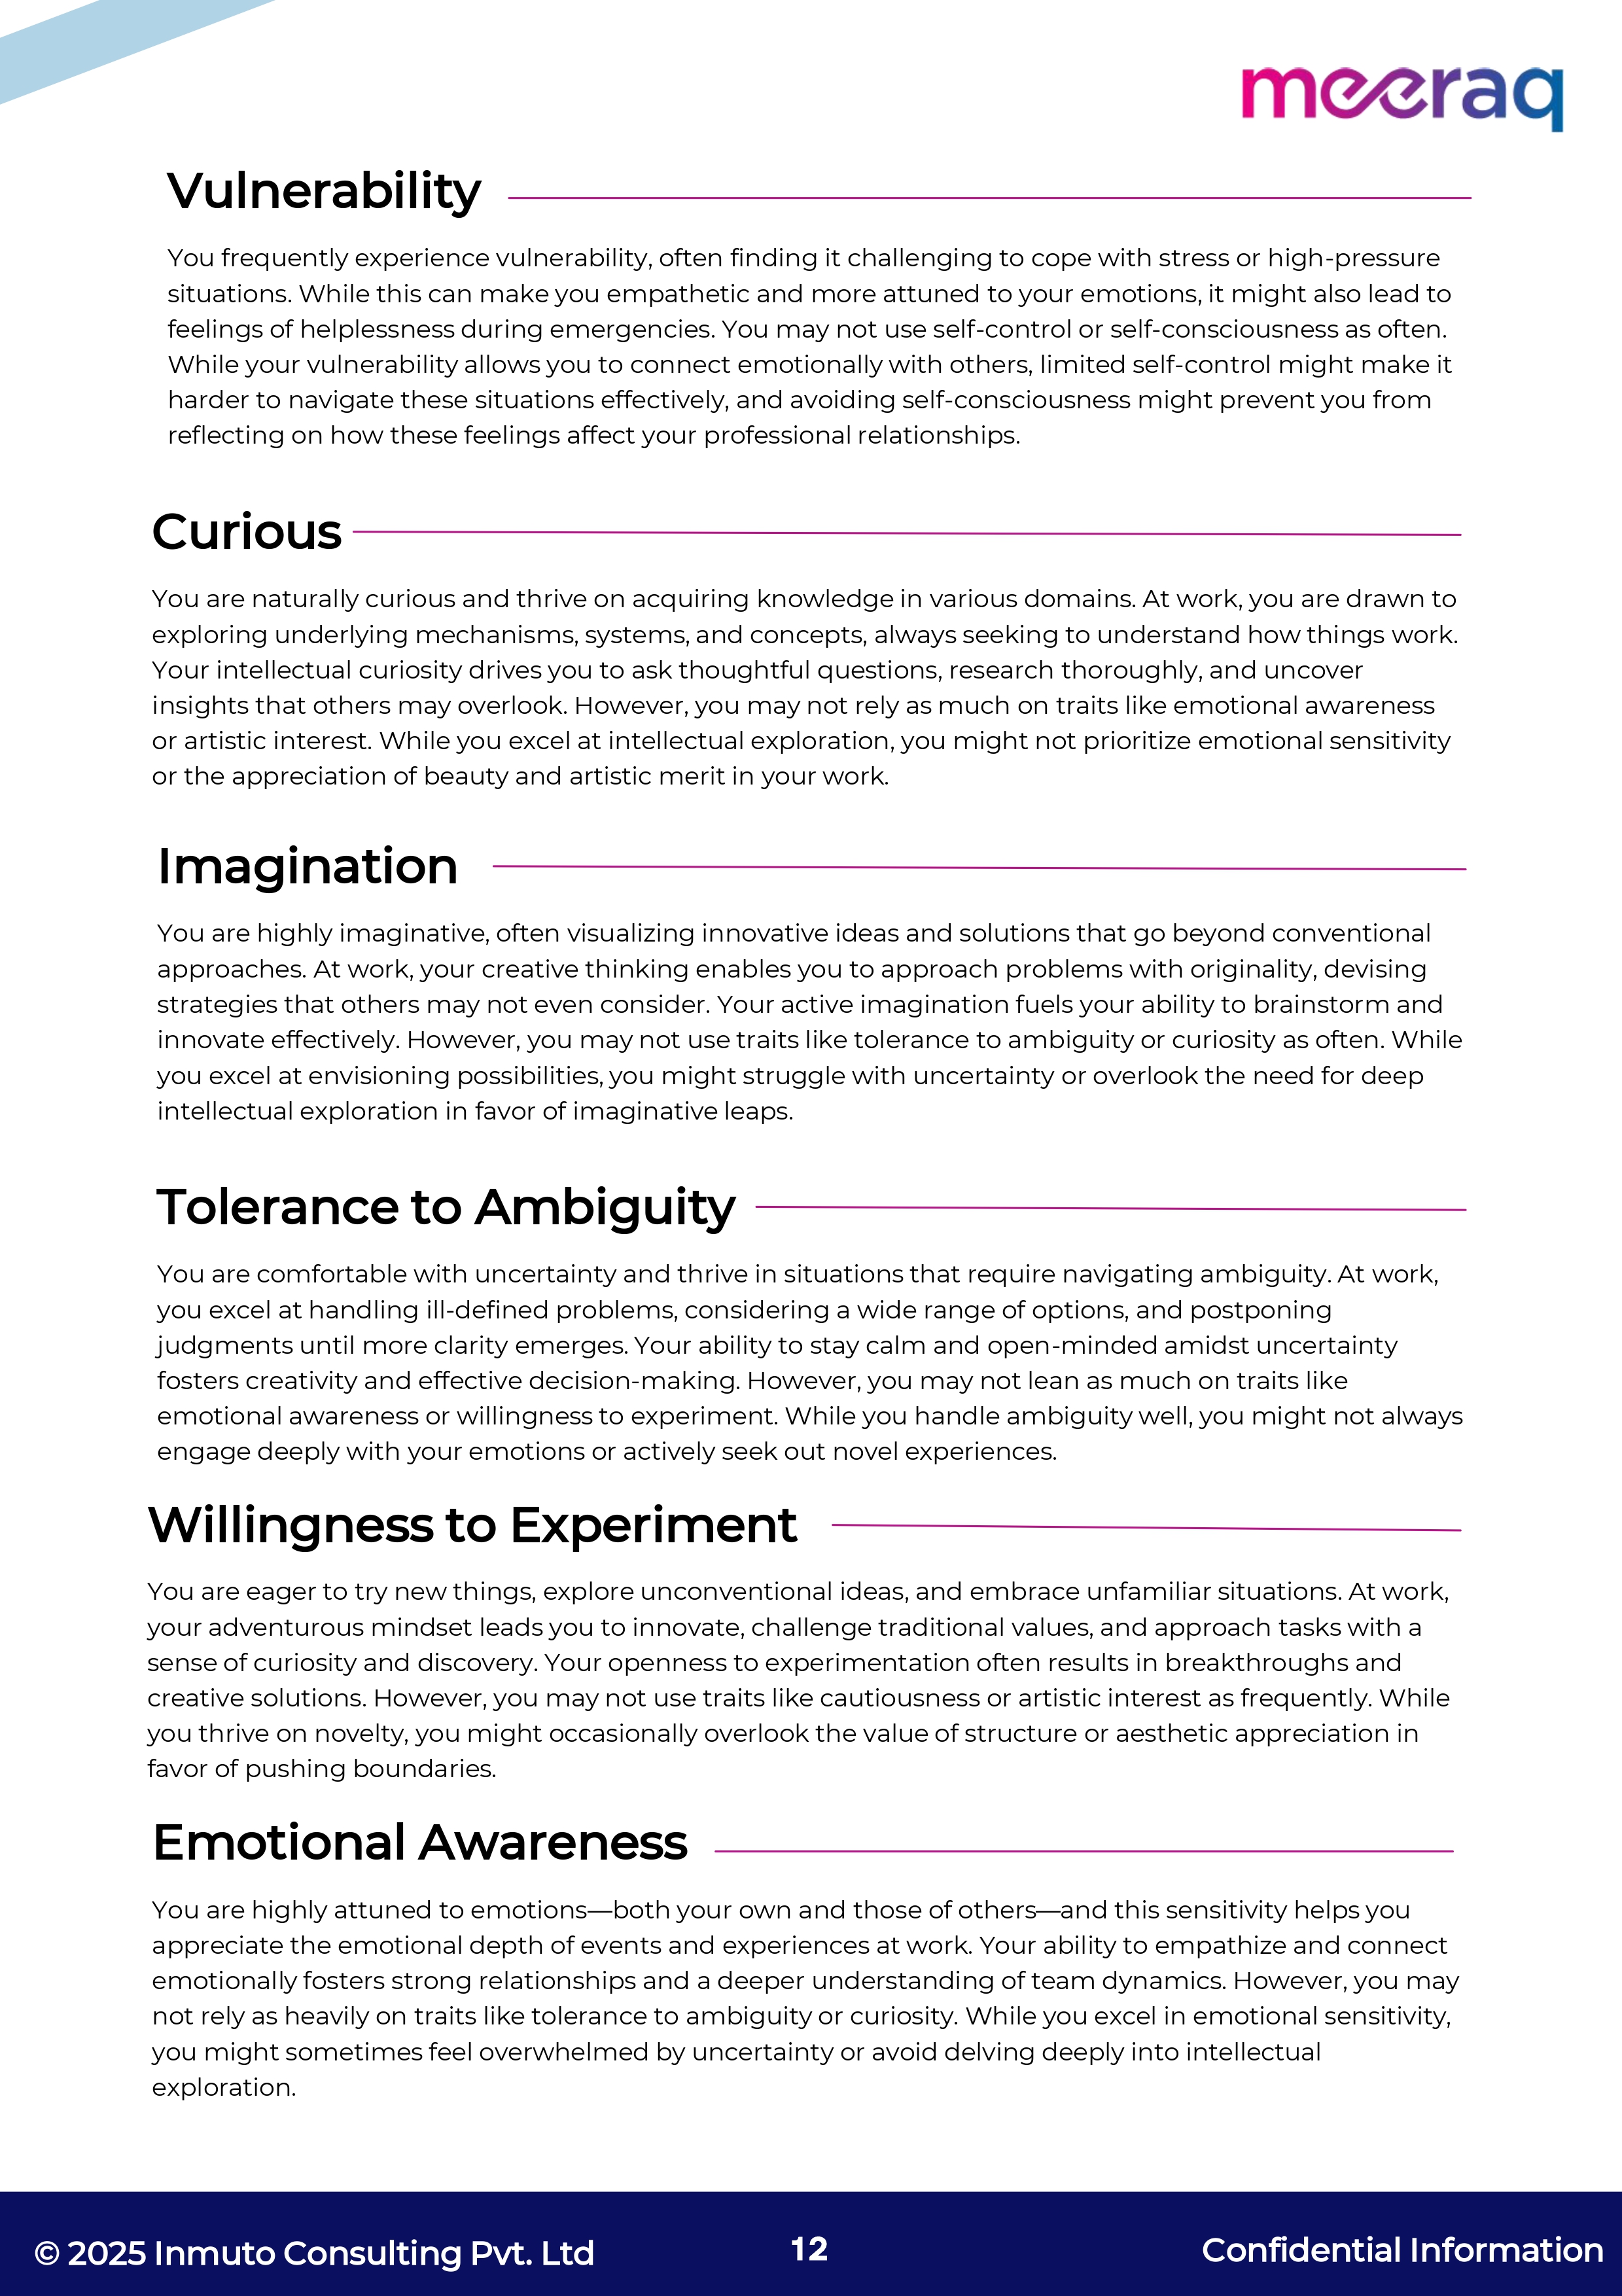 meeraq
Vulnerability
You frequently experience vulnerability, often finding it challenging to cope with stress or high-pressure
situations. While this can make you empathetic and more attuned to your emotions, it might also lead to
feelings of helplessness during emergencies. You may not use self-control or self-consciousness as often.
While your vulnerability allows you to connect emotionally with others, limited self-control might make it
harder to navigate these situations effectively, and avoiding self-consciousness might prevent you from
reflecting on how these feelings affect your professional relationships.
Curious
You are naturally curious and thrive on acquiring knowledge in various domains. At work, you are drawn to
exploring underlying mechanisms, systems, and concepts, always seeking to understand how things work.
Your intellectual curiosity drives you to ask thoughtful questions, research thoroughly, and uncover
insights that others may overlook. However, you may not rely as much on traits like emotional awareness
or artistic interest. While you excel at intellectual exploration, you might not prioritize emotional sensitivity
or the appreciation of beauty and artistic merit in your work.
Imagination
You are highly imaginative, often visualizing innovative ideas and solutions that go beyond conventional
approaches. At work, your creative thinking enables you to approach problems with originality, devising
strategies that others may not even consider. Your active imagination fuels your ability to brainstorm and
innovate effectively. However, you may not use traits like tolerance to ambiguity or curiosity as often. While
you excel at envisioning possibilities, you might struggle with uncertainty or overlook the need for deep
intellectual exploration in favor of imaginative leaps.
Tolerance to Ambiguity
You are comfortable with uncertainty and thrive in situations that require navigating ambiguity. At work,
you excel at handling ill-defined problems, considering a wide range of options, and postponing
judgments until more clarity emerges. Your ability to stay calm and open-minded amidst uncertainty
fosters creativity and effective decision-making. However, you may not lean as much on traits like
emotional awareness or willingness to experiment. While you handle ambiguity well, you might not always
engage deeply with your emotions or actively seek out novel experiences.
Willingness to Experiment
You are eager to try new things, explore unconventional ideas, and embrace unfamiliar situations. At work,
your adventurous mindset leads you to innovate, challenge traditional values, and approach tasks with a
sense of curiosity and discovery. Your openness to experimentation often results in breakthroughs and
creative solutions. However, you may not use traits like cautiousness or artistic interest as frequently. While
you thrive on novelty, you might occasionally overlook the value of structure or aesthetic appreciation in
favor of pushing boundaries.
Emotional Awareness
You are highly attuned to emotions—both your own and those of others—and this sensitivity helps you
appreciate the emotional depth of events and experiences at work. Your ability to empathize and connect
emotionally fosters strong relationships and a deeper understanding of team dynamics. However, you may
not rely as heavily on traits like tolerance to ambiguity or curiosity. While you excel in emotional sensitivity,
you might sometimes feel overwhelmed by uncertainty or avoid delving deeply into intellectual
exploration.
© 2025 Inmuto Consulting Pvt. Ltd
12
Confidential Information